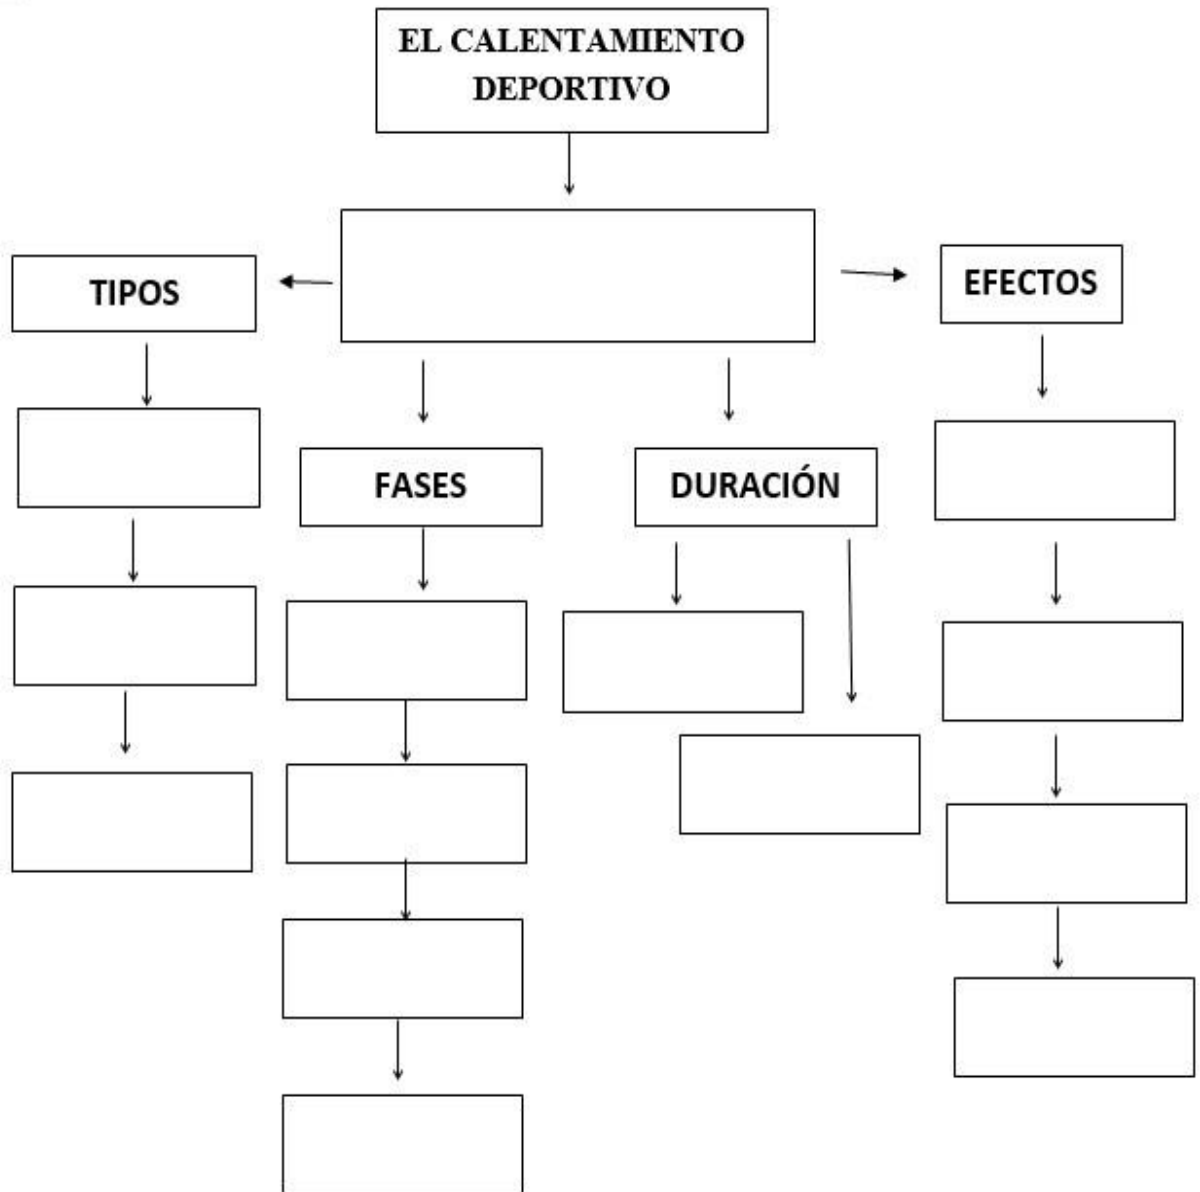 EL CALENTAMIENTO
DEPORTIVO
TIPOS
EFECTOS
FASES
DURACIÓN